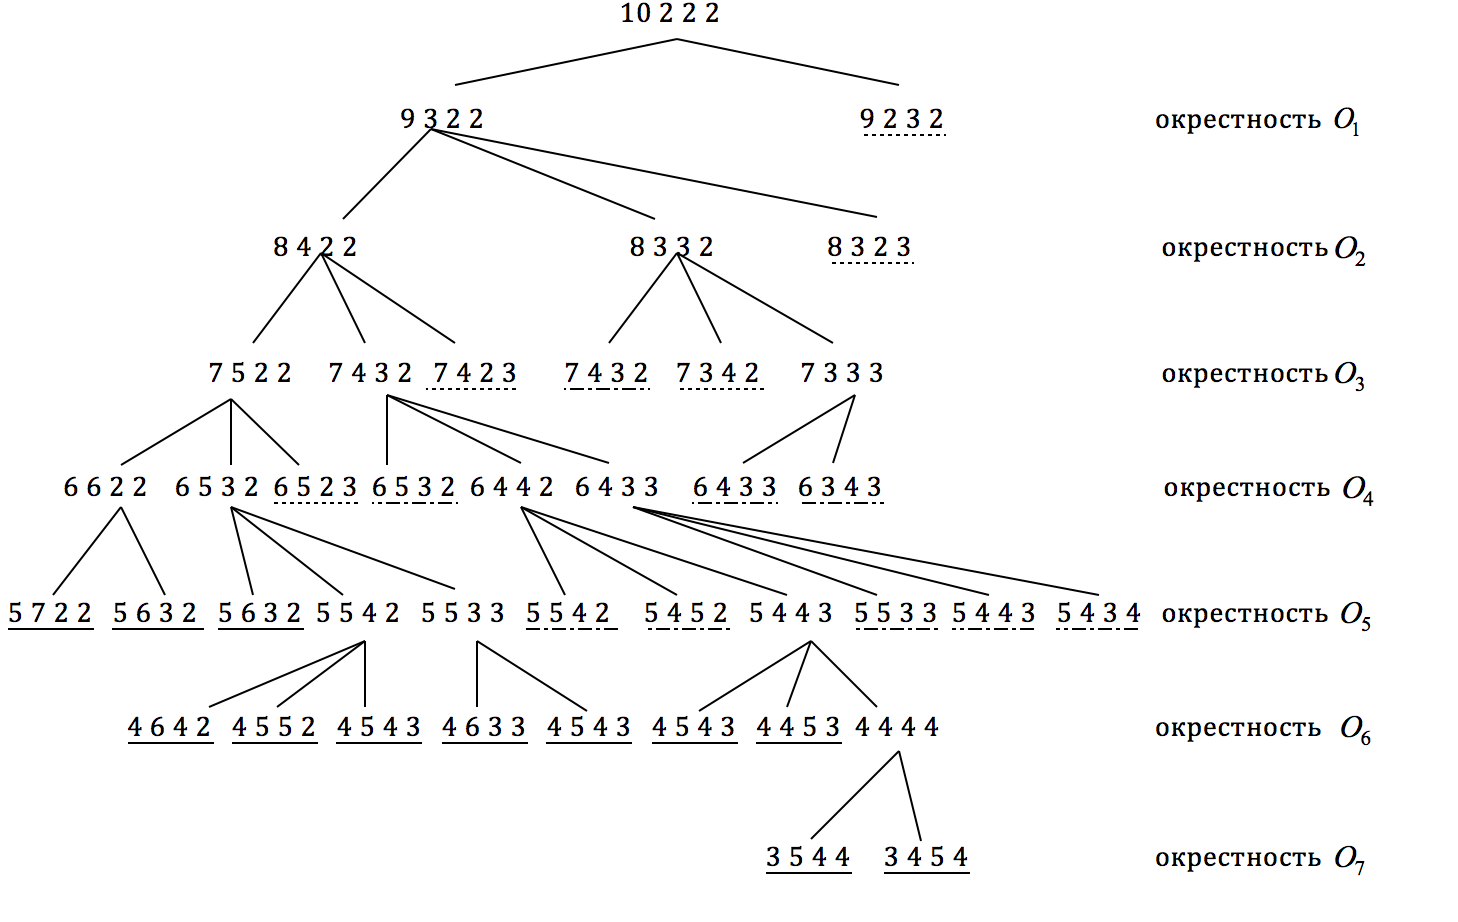 10 2 2 2
9 3 2 2 9 2 3 2 окрестность O1
8 4 2 2 8 3 3 2 8 3 2 3 окрестность O2
7 5 2 2 7 4 3 2 7 4 2 3 7 4 3 2 7 3 4 2 7 3 3 3 окрестность O3
6 6 2 2 6 5 3 2 6 5 2 3 6 5 3 2 6 4 4 2 6 4 3 3 6 4 3 3 6 3 4 3 окрестность O4
5 7 2 2 5 6 3 2 5 6 3 2 5 5 4 2 5 5 3 3 5 5 4 2 5 4 5 2 5 4 4 3 5 5 3 3 5 4 4 3 5 4 3 4 окрестность O5
4 6 4 2 4 5 5 2 4 5 4 3 4 6 3 3 4 5 4 3 4 5 4 3 4 4 5 3 4 4 4 4 окрестность O6
3 5 4 4 3 4 5 4 окрестность O7